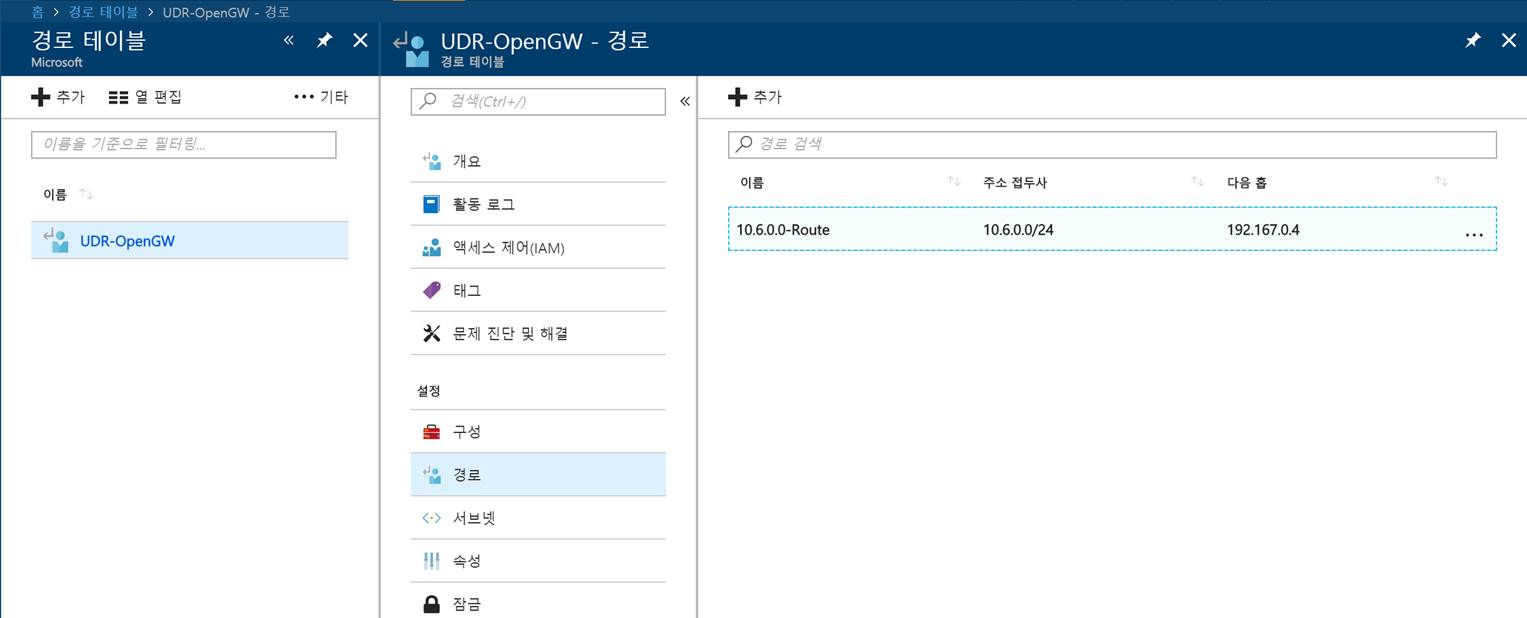 홈 > 경로 테이블 > UDR-OpenGW - 경로
경로 테이블
Microsoft
UDR-OpenGW - 경로
경로 테이블
추가 열 편집 ••• 기타
이름을 기준으로 필터링...
이름
UDR-OpenGW
검색(Ctrl+/)
개요
활동 로그
액세스 제어(IAM)
태그
문제 진단 및 해결
설정
구성
경로
서브넷
속성
잠금
추가
경로 검색
이름 주소 접두사 다음 홉
10.6.0.0-Route 10.6.0.0/24 192.167.0.4 ...